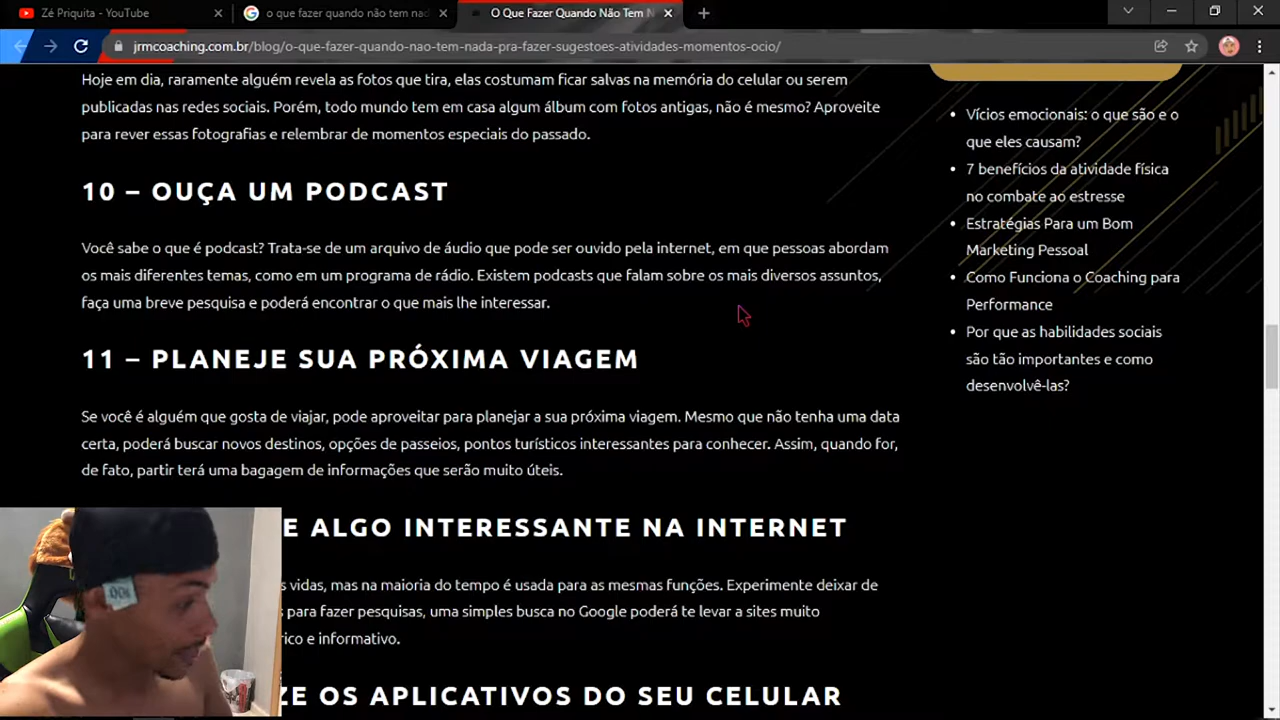 Zé Priquita - YouTube
o que fazer quando não tem nad
O Que Fazer Quando Não Tem N
jrmcoaching.com.br/blog/o-que-fazer-quando-nao-tem-nada-pra-fazer-sugestoes-atividades-momentos-ocio/
Hoje em dia, raramente alguém revela as fotos que tira, elas costumam ficar salvas na memória do celular ou serem
publicadas nas redes sociais. Porém, todo mundo tem em casa algum álbum com fotos antigas, não é mesmo? Aproveite
para rever essas fotografias e relembrar de momentos especiais do passado.
10 – OUÇA UM PODCAST
Você sabe o que é podcast? Trata-se de um arquivo de áudio que pode ser ouvido pela internet, em que pessoas abordam
os mais diferentes temas, como em um programa de rádio. Existem podcasts que falam sobre os mais diversos assuntos,
faça uma breve pesquisa e poderá encontrar o que mais lhe interessar.
11 – PLANEJE SUA PRÓXIMA VIAGEM
Se você é alguém que gosta de viajar, pode aproveitar para planejar a sua próxima viagem. Mesmo que não tenha uma data
certa, poderá buscar novos destinos, opções de passeios, pontos turísticos interessantes para conhecer. Assim, quando for,
de fato, partir terá uma bagagem de informações que serão muito úteis.
E ALGO INTERESSANTE NA INTERNET
s vidas, mas na maioria do tempo é usada para as mesmas funções. Experimente deixar de
s para fazer pesquisas, uma simples busca no Google poderá te levar a sites muito
rico e informativo.
ZE OS APLICATIVOS DO SEU CELULAR
Vícios emocionais: o que são e o
que eles causam?
7 benefícios da atividade física
no combate ao estresse
Estratégias Para um Bom
Marketing Pessoal
Como Funciona o Coaching para
Performance
Por que as habilidades sociais
são tão importantes e como
desenvolvê-las?